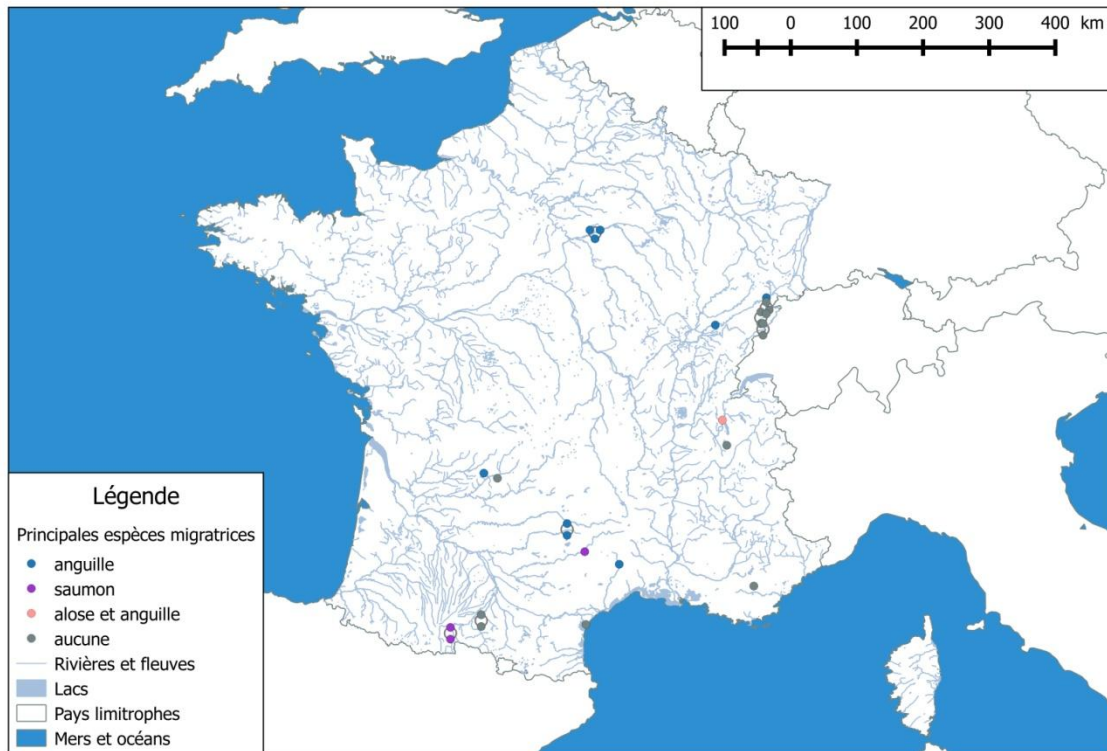 100 0 100 200 300 400 km
Légende
Principales espèces migratrices
anguille
saumon
alose et anguille
aucune
Rivières et fleuves
Lacs
Pays limitrophes
Mers et océans